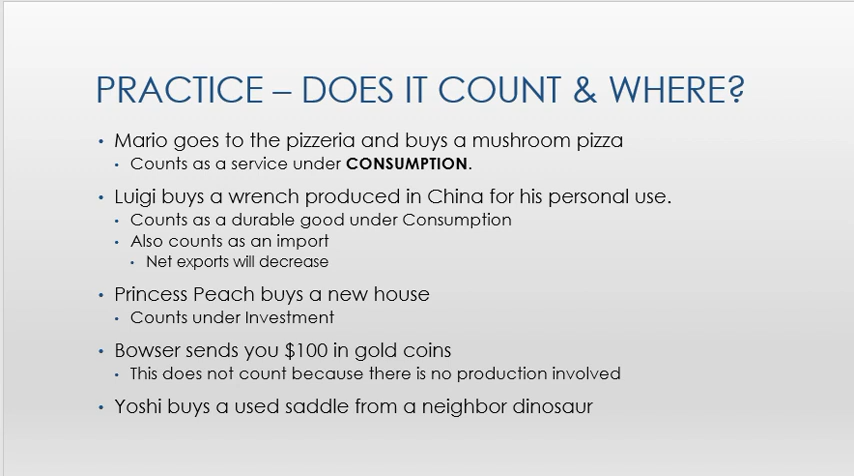 PRACTICE – DOES IT COUNT & WHERE?
• Mario goes to the pizzeria and buys a mushroom pizza
• Counts as a service under CONSUMPTION.
• Luigi buys a wrench produced in China for his personal use.
• Counts as a durable good under Consumption
• Also counts as an import
• Net exports will decrease
• Princess Peach buys a new house
• Counts under Investment
• Bowser sends you $100 in gold coins
• This does not count because there is no production involved
• Yoshi buys a used saddle from a neighbor dinosaur